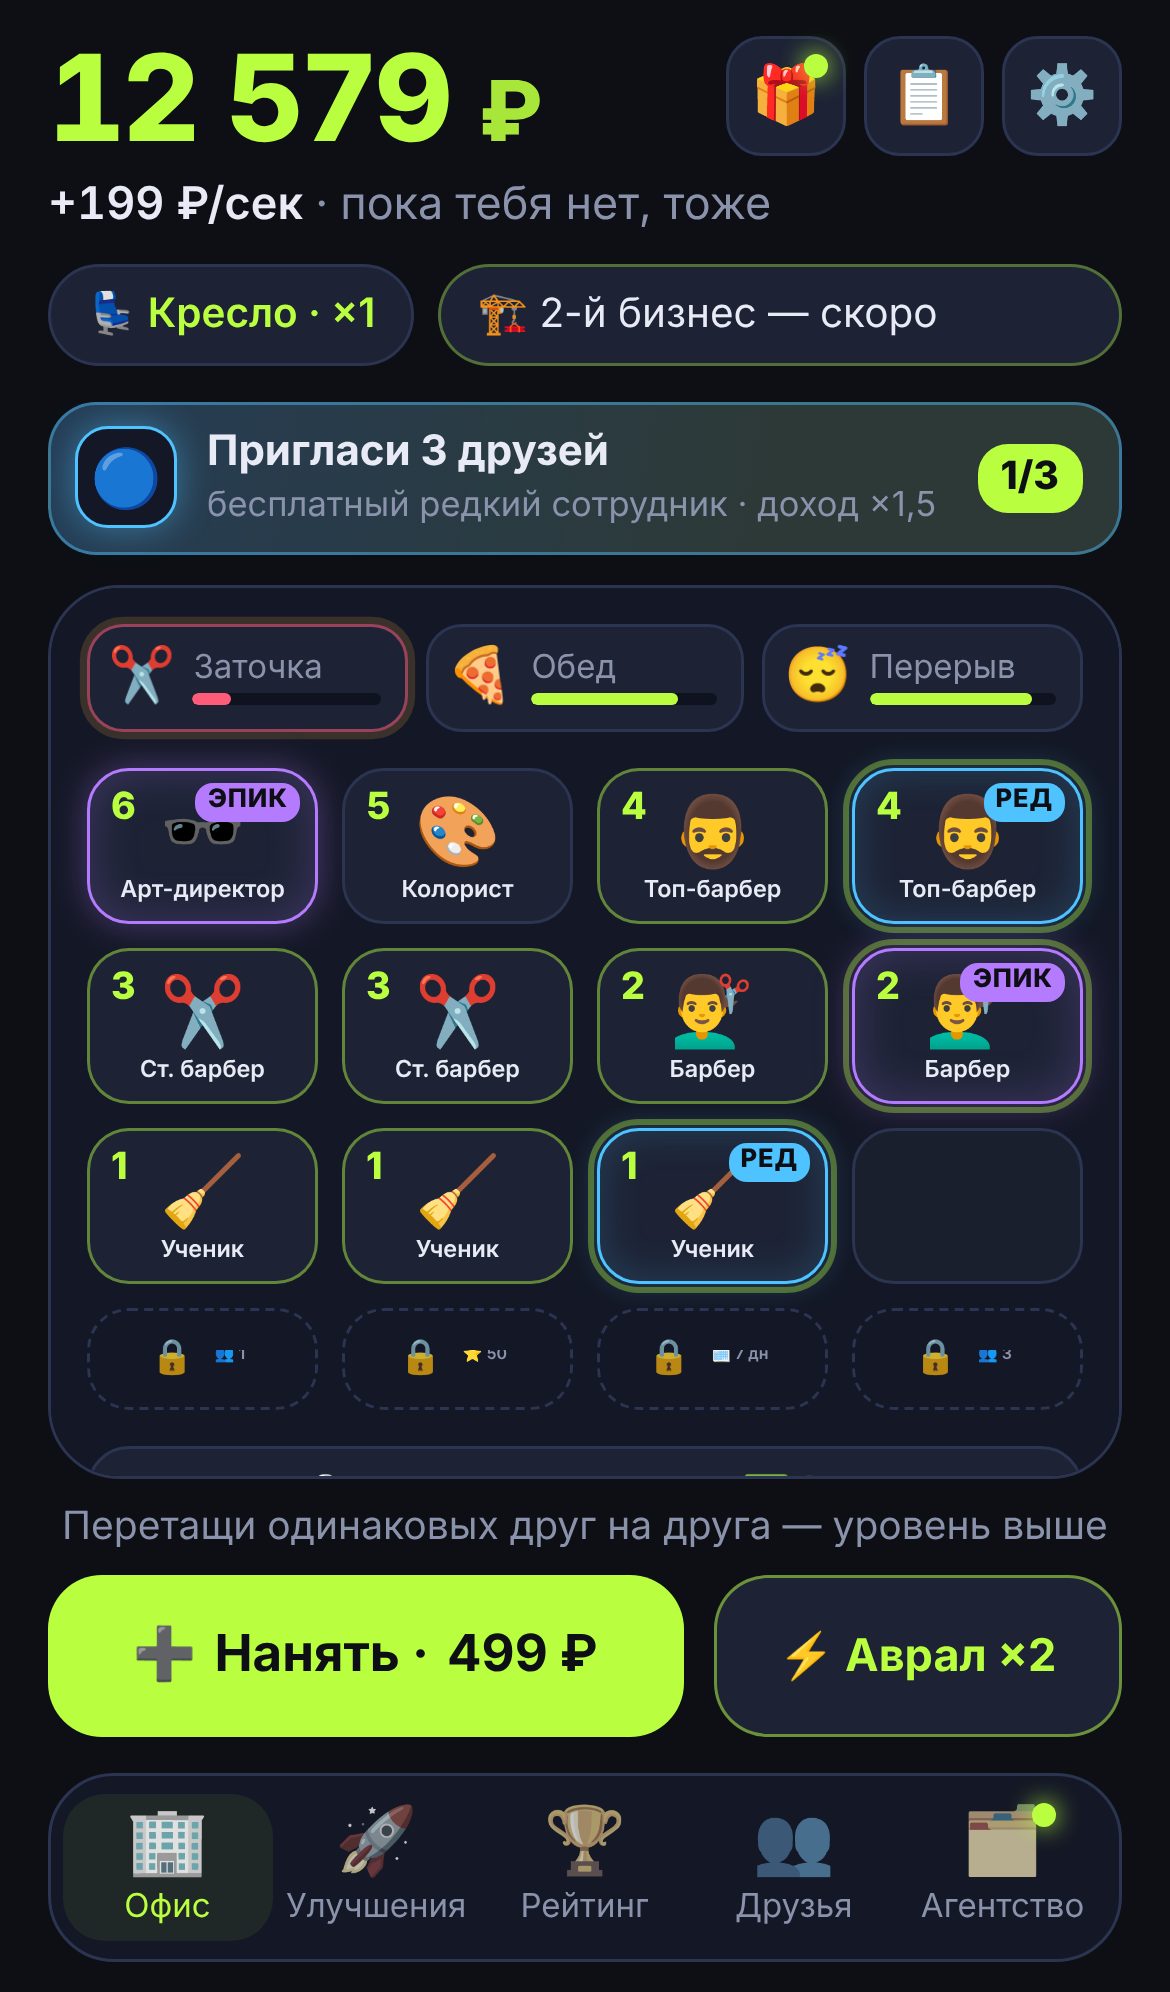 12 579 ₽
+199 ₽/сек · пока тебя нет, тоже
Кресло · ×1
2-й бизнес — скоро
Пригласи 3 друзей
бесплатный редкий сотрудник · доход ×1,5
1/3
Заточка
Обед
Перерыв
6
ЭПИК
Арт-директор
5
Колорист
4
Топ-барбер
4
РЕД
Топ-барбер
3
Ст. барбер
3
Ст. барбер
2
Барбер
2
ЭПИК
Барбер
1
Ученик
1
Ученик
1
РЕД
Ученик
1
50
7 дн
3
Перетащи одинаковых друг на друга — уровень выше
Нанять · 499 ₽
Аврал ×2
Офис
Улучшения
Рейтинг
Друзья
Агентство